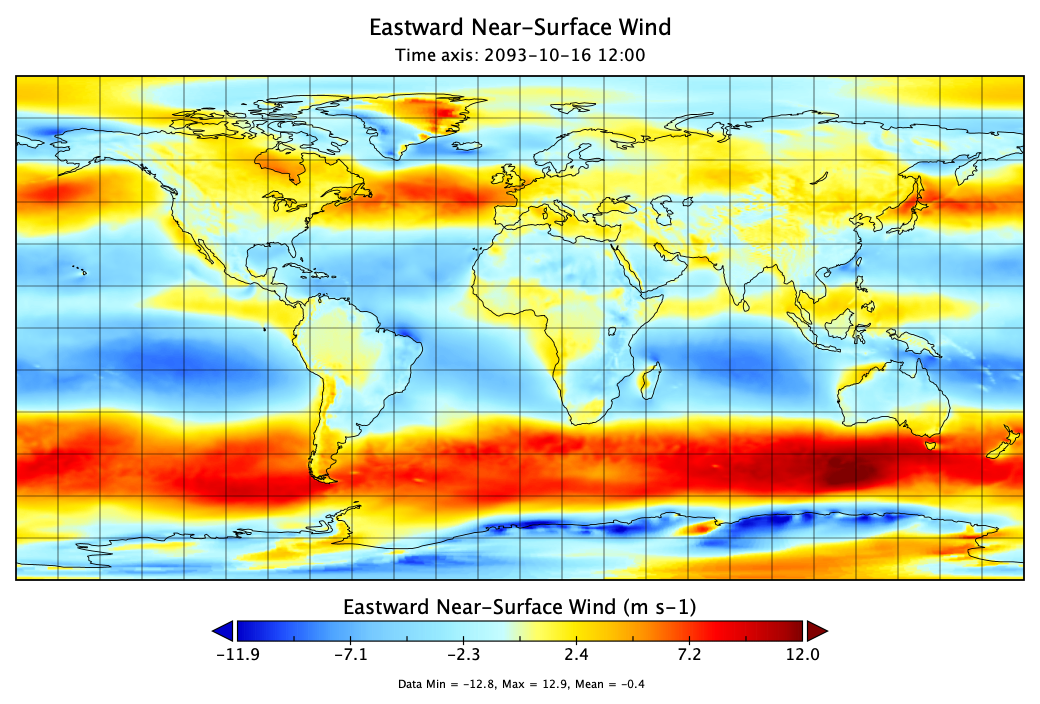 Eastward Near-Surface Wind
Time axis: 2093-10-16 12:00
Eastward Near-Surface Wind (m s-1)
-11.9 -7.1 -2.3 2.4 7.2 12.0
Data Min = -12.8, Max = 12.9, Mean = -0.4